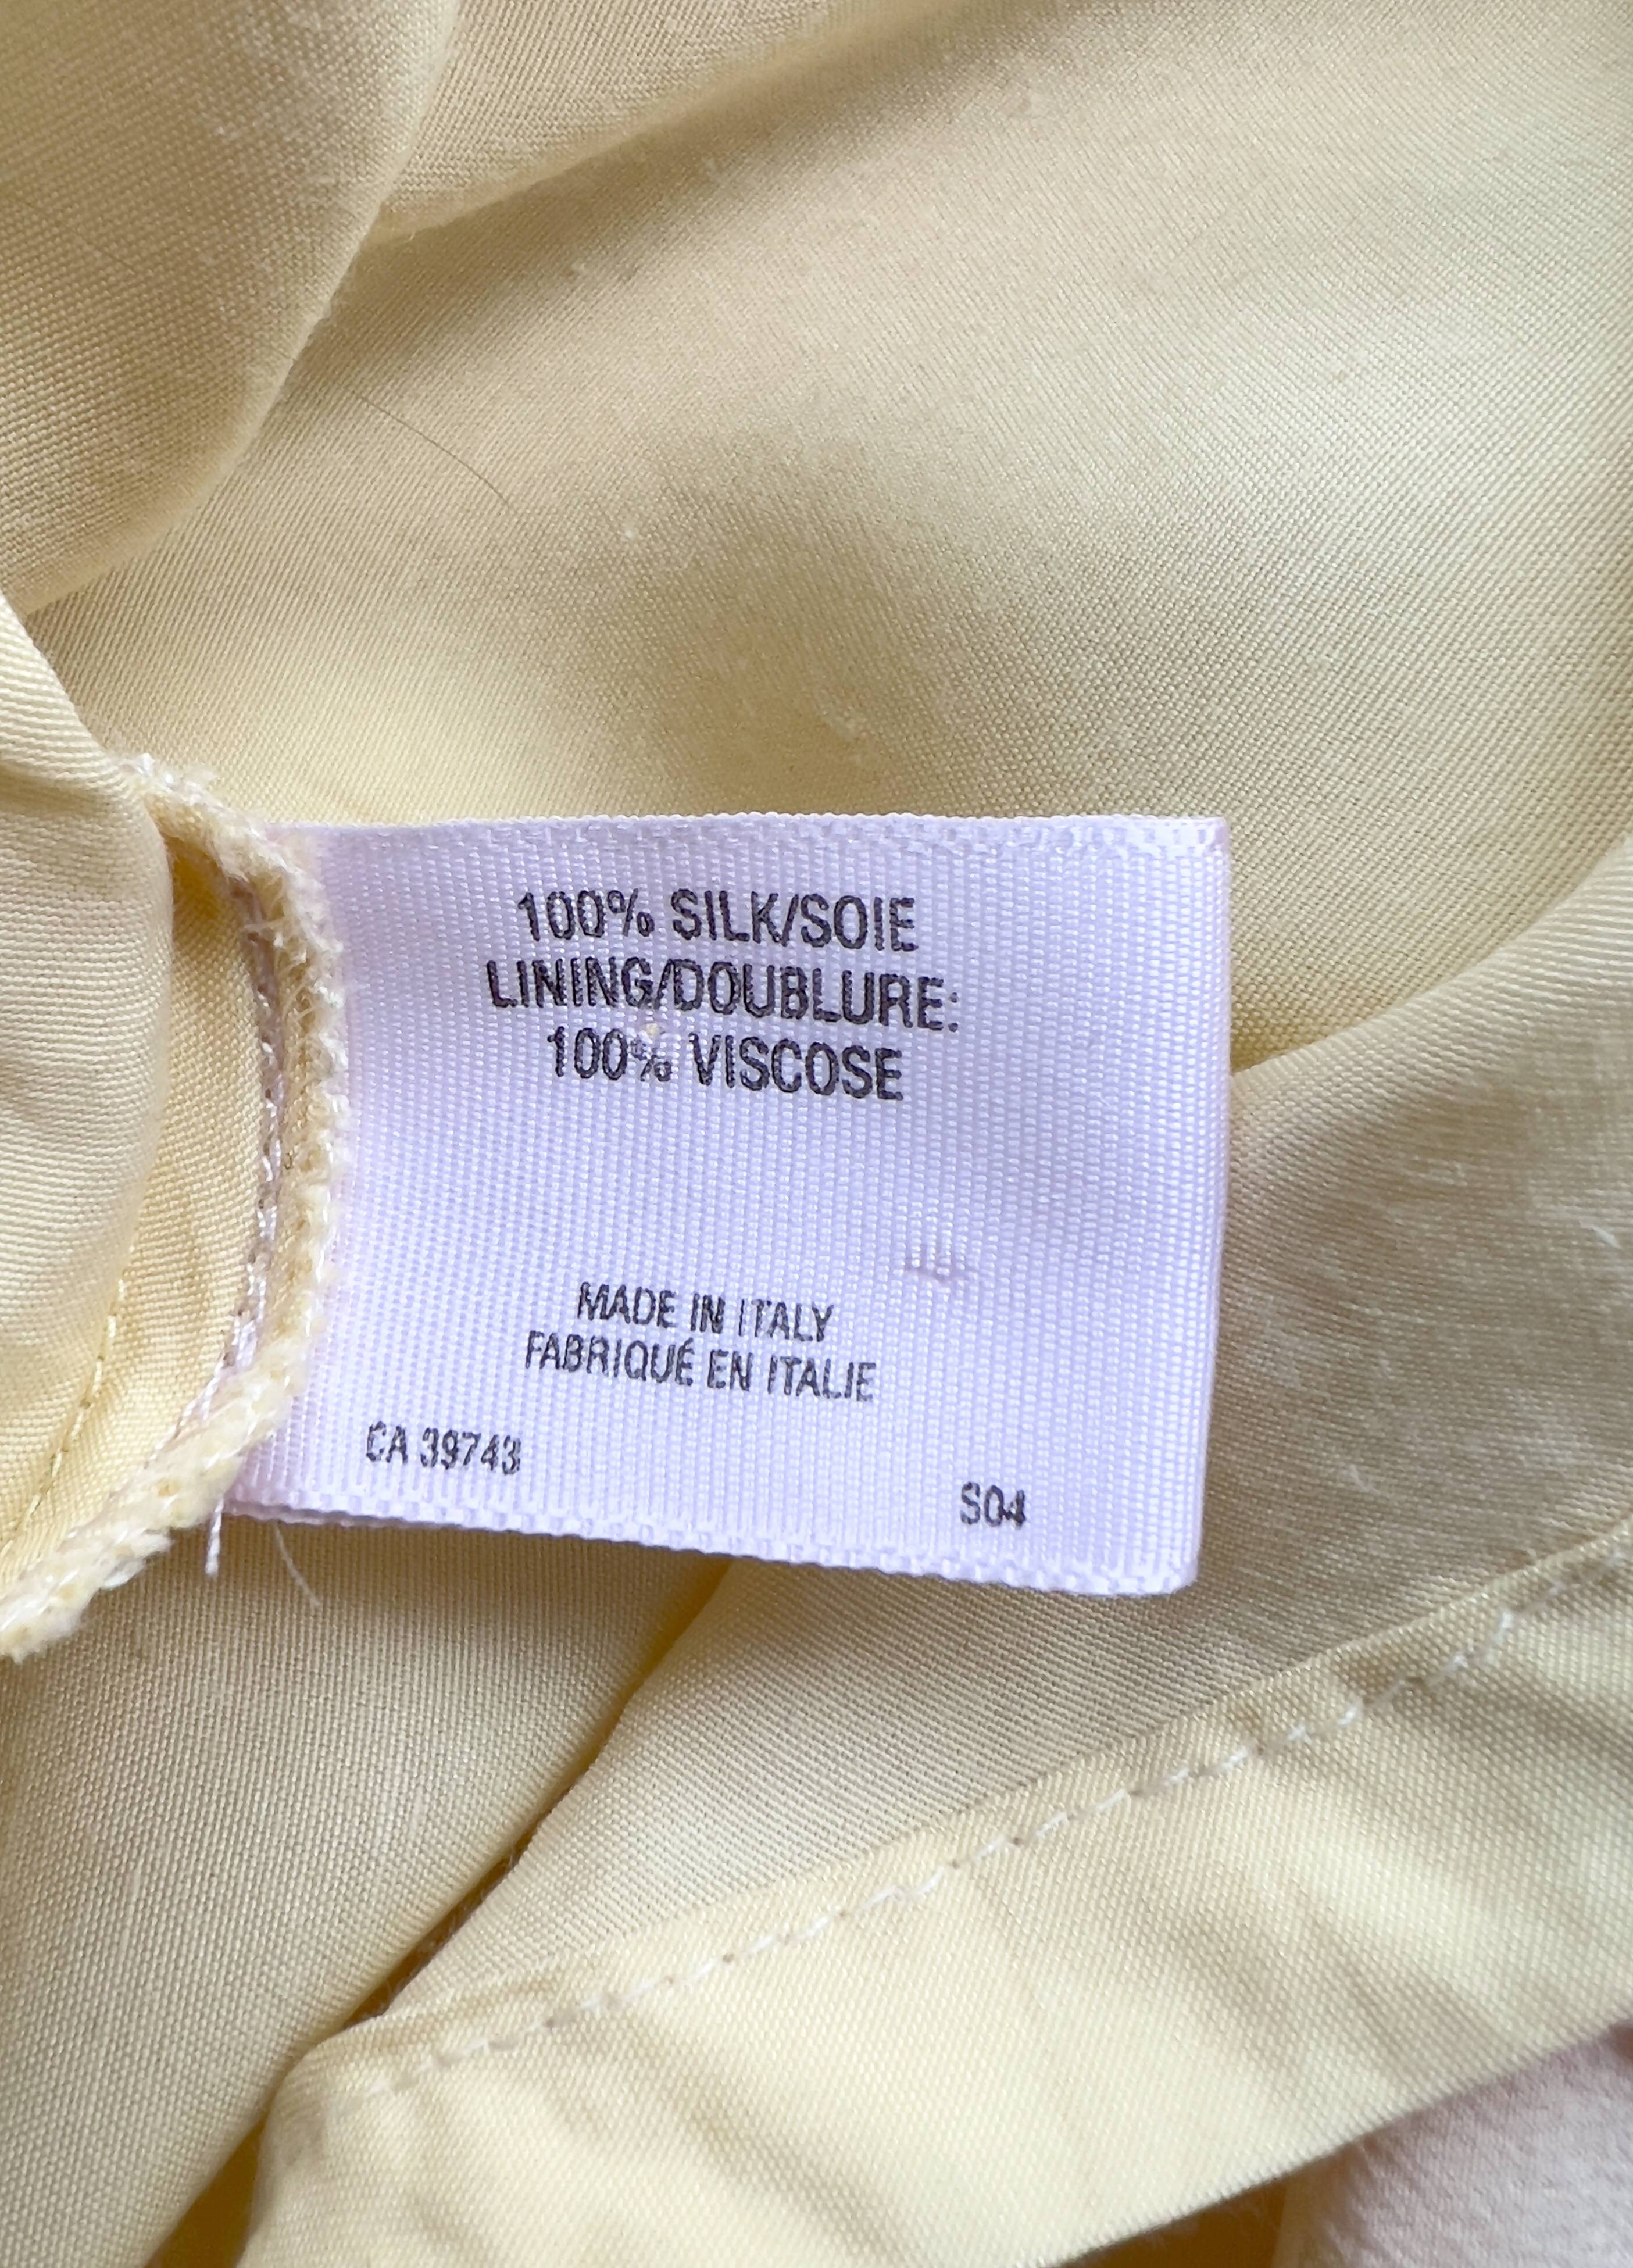 100% SILK/SOIE
LINING/DOUBLURE:
100% VISCOSE
MADE IN ITALY
FABRIQUÉ EN ITALIE
CA 39743
S04